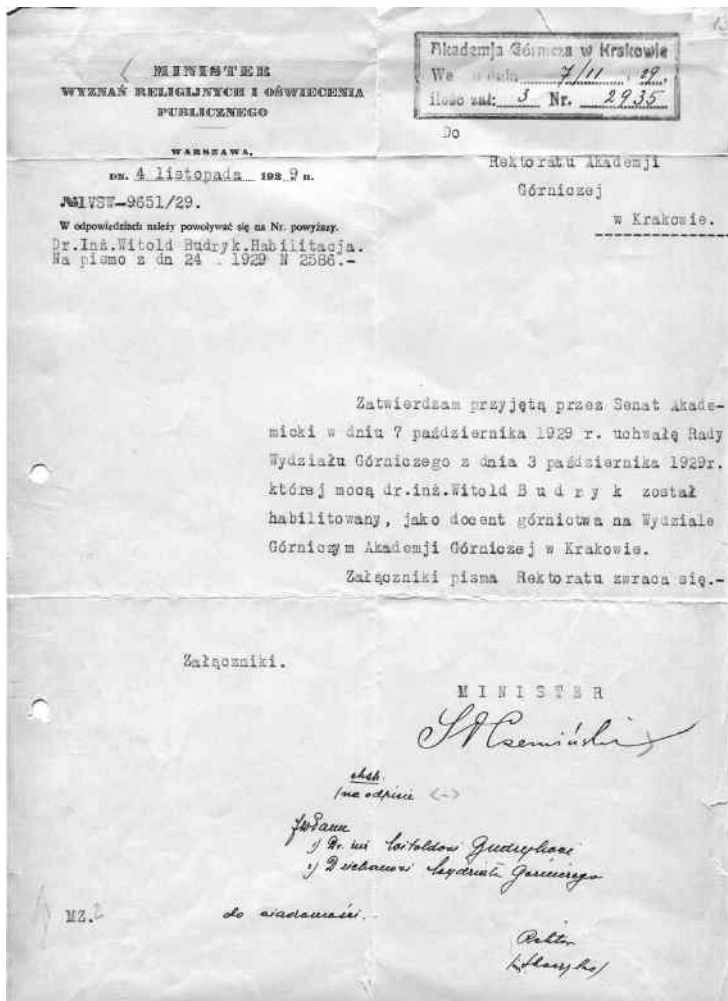 MINISTER
WYZNAŃ RELIGIJNYCH I OŚWIECENIA
PUBLICZNEGO
WARSZAWA,
DN. 4 listopada 1929 R.
№IVSW-9651/29.
W odpowiedziach należy powoływać się na Nr. powyższy.
Dr.Inż.Witold Budryk.Habilitacja.
Na pismo z dn 24 . 1929 N 2586.-
Akademja Górnicza w Krakowie
We dnia 7/11 29.
ilość zał: 3 Nr. 2935
Do
Rektoratu Akademji
Górniczej
w Krakowie.
Zatwierdzam przyjętą przez Senat Akade-
micki w dniu 7 października 1929 r. uchwałę Rady
Wydziału Górniczego z dnia 3 października 1929r.
której mocą dr.inż.Witold B u d r y k został
habilitowany, jako docent górnictwa na Wydziale
Górniczym Akademji Górniczej w Krakowie.
Załączniki pisma Rektoratu zwraca się.-
Załączniki.
M I N I S T E R
na odpisie
1) Dr. inż Witoldowi Budrykowi
2) Dziekanowi Wydziału Górniczego
MZ.
do wiadomości.
Rektor